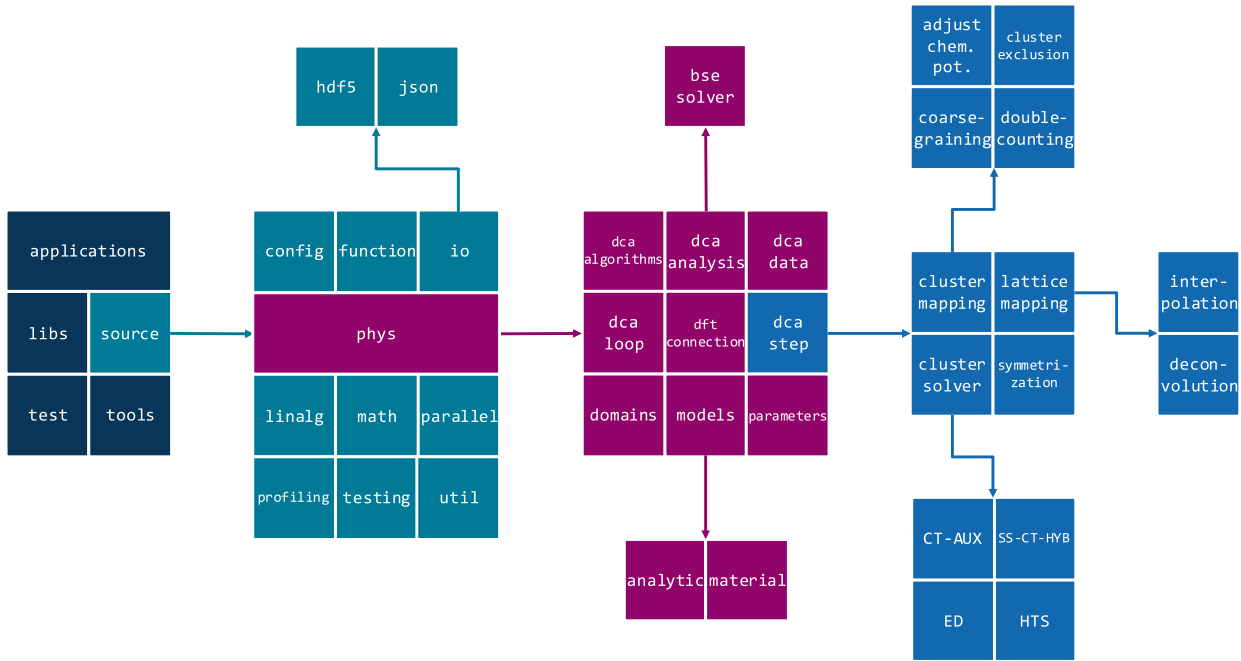 applications
libs
source
test
tools
hdf5
json
config
function
io
phys
linalg
math
parallel
profiling
testing
util
bse
solver
dca
algorithms
dca
analysis
dca
data
dca
loop
dft
connection
dca
step
domains
models
parameters
analytic
material
adjust
chem.
pot.
cluster
exclusion
coarse-
graining
double-
counting
cluster
mapping
lattice
mapping
cluster
solver
symmetri-
zation
inter-
polation
decon-
volution
CT-AUX
SS-CT-HYB
ED
HTS